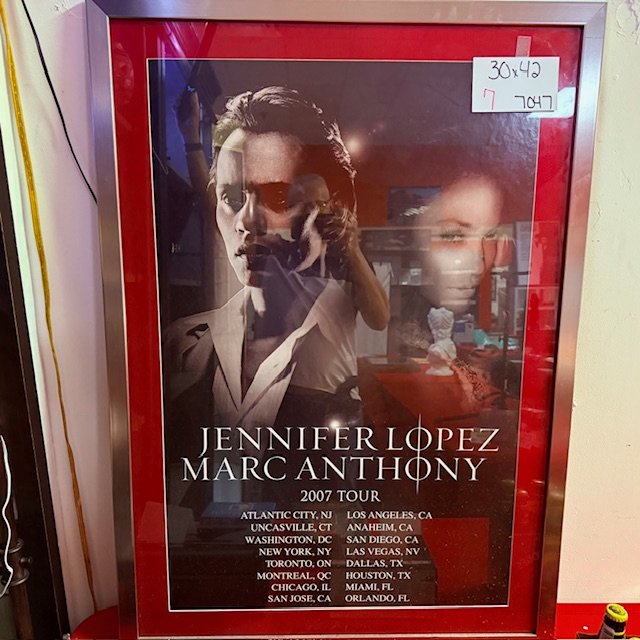 30x42
7 7047
JENNIFER LOPEZ
MARC ANTHONY
2007 TOUR
ATLANTIC CITY, NJ LOS ANGELES, CA
UNCASVILLE, CT ANAHEIM, CA
WASHINGTON, DC SAN DIEGO, CA
NEW YORK, NY LAS VEGAS, NV
TORONTO, ON DALLAS, TX
MONTREAL, QC HOUSTON, TX
CHICAGO, IL MIAMI, FL
SAN JOSE, CA ORLANDO, FL